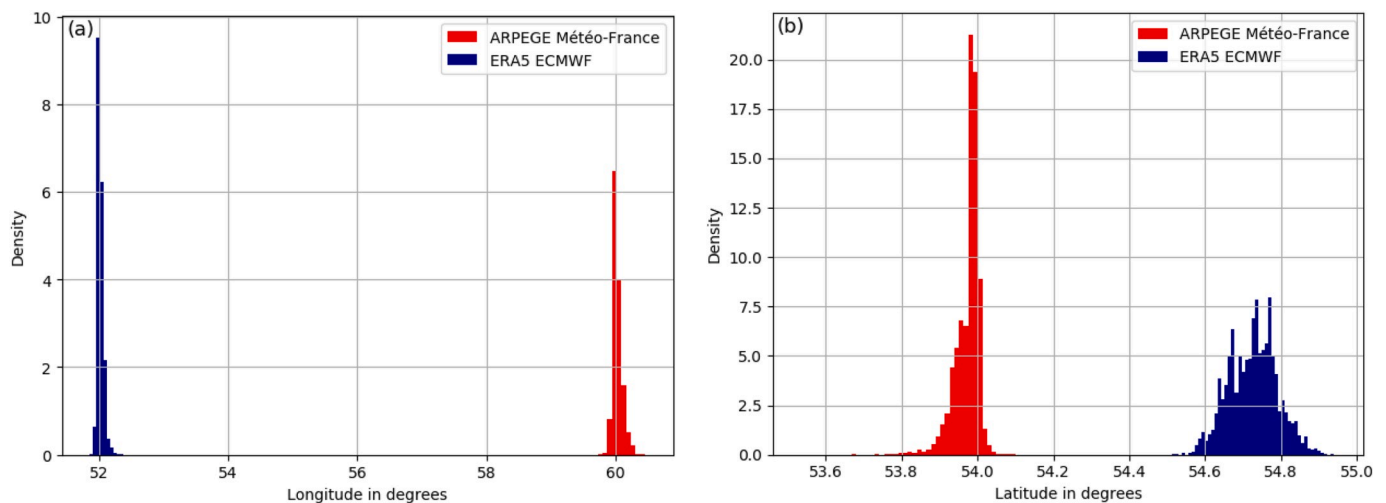 (a)
ARPEGE Météo-France
ERA5 ECMWF
10
8
6
4
2
0
Density
52 54 56 58 60
Longitude in degrees
(b)
ARPEGE Météo-France
ERA5 ECMWF
20.0
17.5
15.0
12.5
10.0
7.5
5.0
2.5
0.0
Density
53.6 53.8 54.0 54.2 54.4 54.6 54.8 55.0
Latitude in degrees